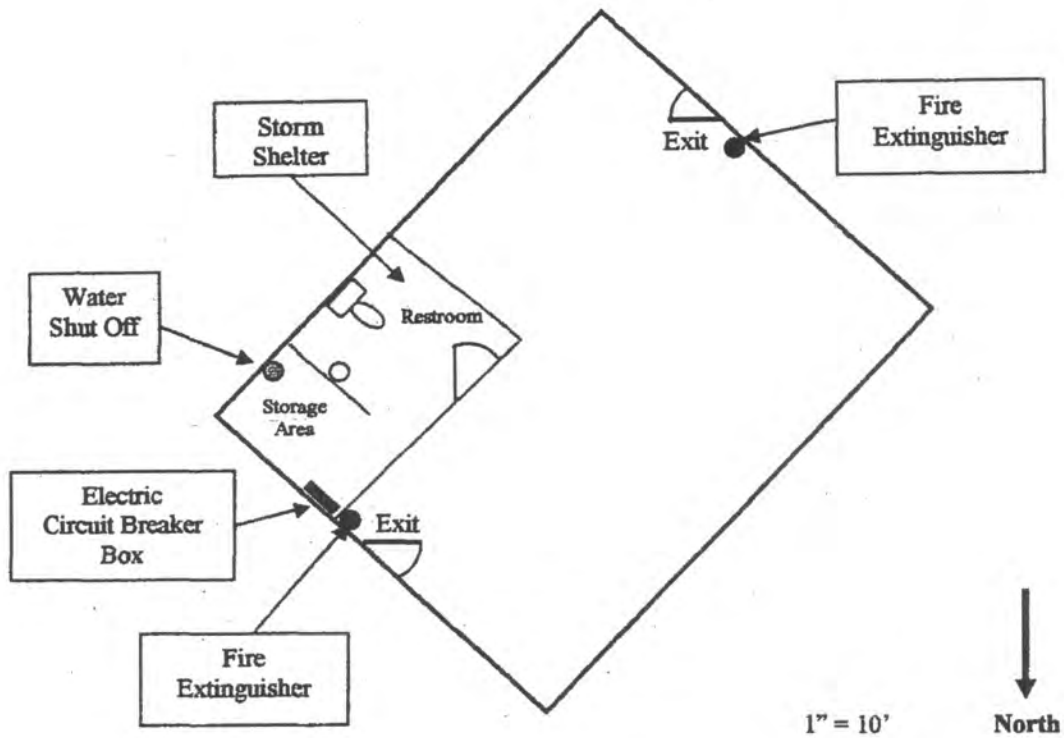 Storm
Shelter
Fire
Extinguisher
Exit
Water
Shut Off
Restroom
Storage
Area
Electric
Circuit Breaker
Box
Exit
Fire
Extinguisher
1” = 10’
North